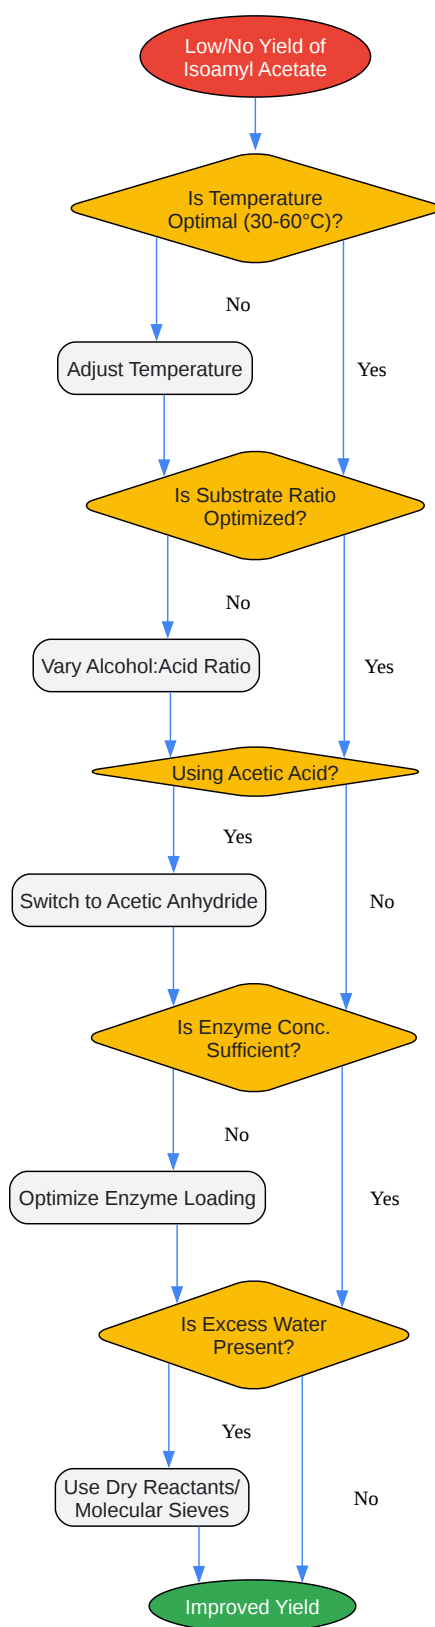 Low/No Yield of
Isoamyl Acetate
Is Temperature
Optimal (30-60°C)?
No
Yes
Adjust Temperature
Is Substrate Ratio
Optimized?
No
Yes
Vary Alcohol:Acid Ratio
Using Acetic Acid?
Yes
No
Switch to Acetic Anhydride
Is Enzyme Conc.
Sufficient?
No
Yes
Optimize Enzyme Loading
Is Excess Water
Present?
Yes
No
Use Dry Reactants/
Molecular Sieves
Improved Yield